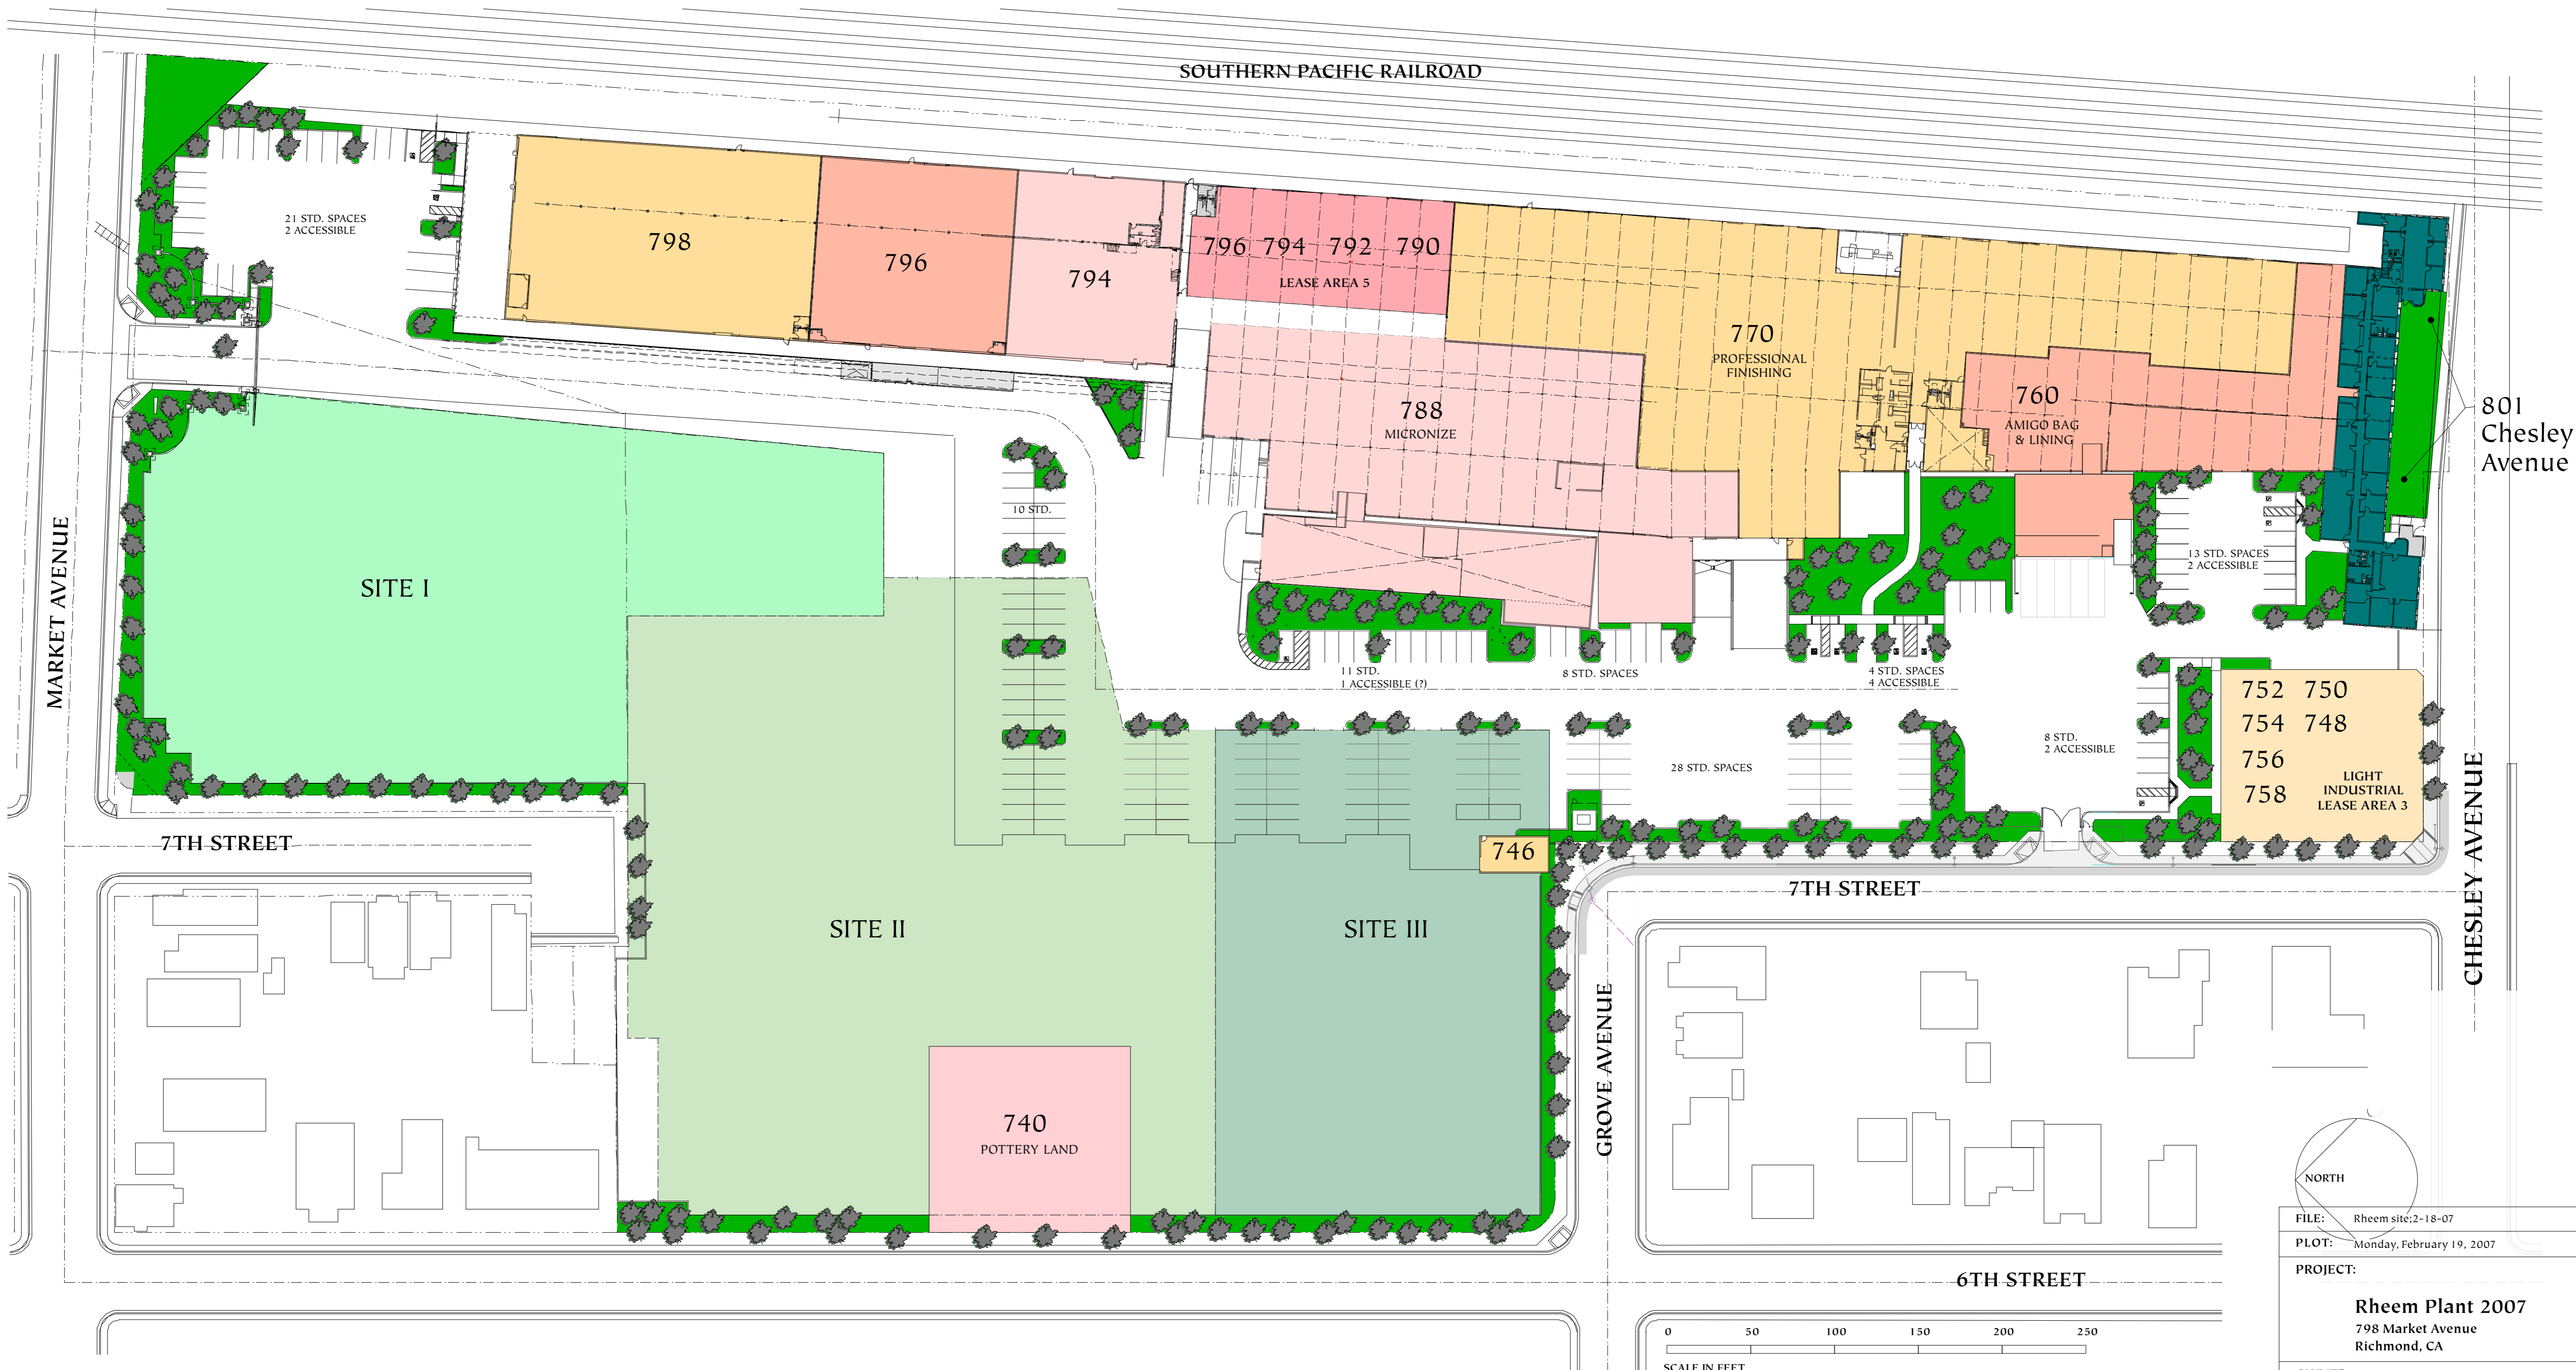 SOUTHERN PACIFIC RAILROAD
21 STD. SPACES
2 ACCESSIBLE
798
796
794
796 794 792 790
LEASE AREA 5
770
PROFESSIONAL
FINISHING
788
MICRONIZE
760
AMIGO BAG
& LINING
801
Chesley
Avenue
10 STD.
13 STD. SPACES
2 ACCESSIBLE
MARKET AVENUE
SITE I
11 STD.
1 ACCESSIBLE (?)
8 STD. SPACES
4 STD. SPACES
4 ACCESSIBLE
752 750
754 748
756
758
LIGHT
INDUSTRIAL
LEASE AREA 3
8 STD.
2 ACCESSIBLE
28 STD. SPACES
CHESLEY AVENUE
7TH STREET
746
7TH STREET
SITE II
SITE III
GROVE AVENUE
740
POTTERY LAND
NORTH
FILE: Rheem site;2-18-07
PLOT: Monday, February 19, 2007
PROJECT:
Rheem Plant 2007
798 Market Avenue
Richmond, CA
6TH STREET
0 50 100 150 200 250
SCALE IN FEET